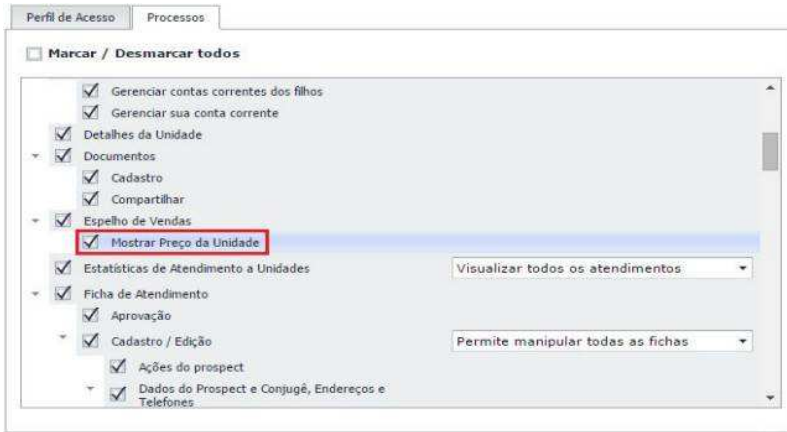 Perfil de Acesso
Processos
Marcar / Desmarcar todos
Gerenciar contas correntes dos filhos
Gerenciar sua conta corrente
Detalhes da Unidade
Documentos
Cadastro
Compartilhar
Espelho de Vendas
Mostrar Preço da Unidade
Estatísticas de Atendimento a Unidades
Visualizar todos os atendimentos
Ficha de Atendimento
Aprovação
Cadastro / Edição
Permite manipular todas as fichas
Ações do prospect
Dados do Prospect e Conjugê, Endereços e
Telefones